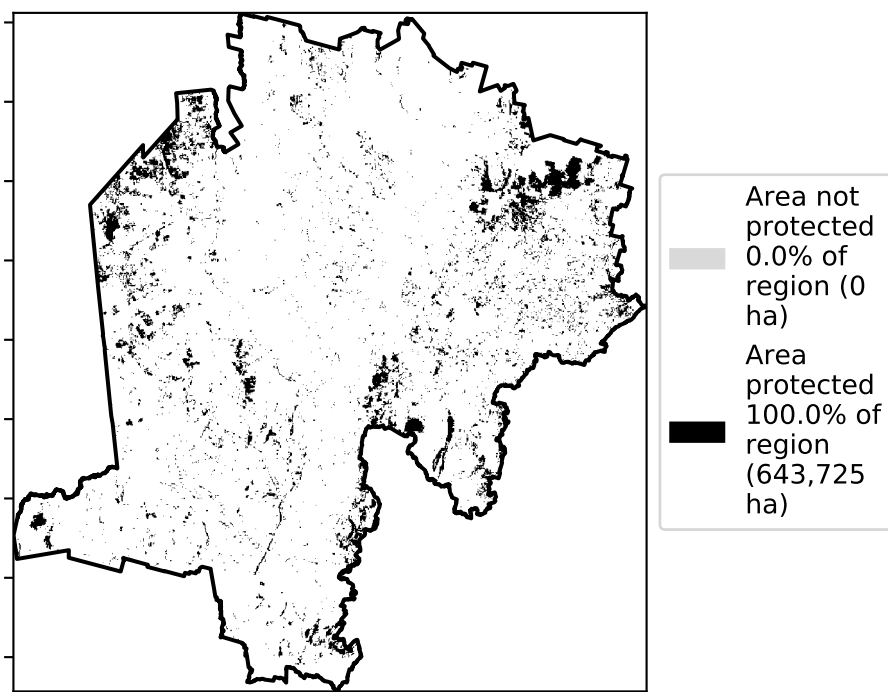 Area not
protected
0.0% of
region (0
ha)
Area
protected
100.0% of
region
(643,725
ha)